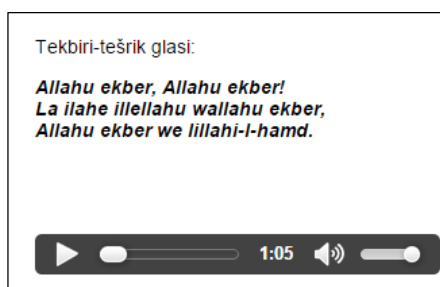 Tekbiri-tešrik glasi:
Allahu ekber, Allahu ekber!
La ilahe illellahu wallahu ekber,
Allahu ekber we lillahi-l-hamd.
1:05